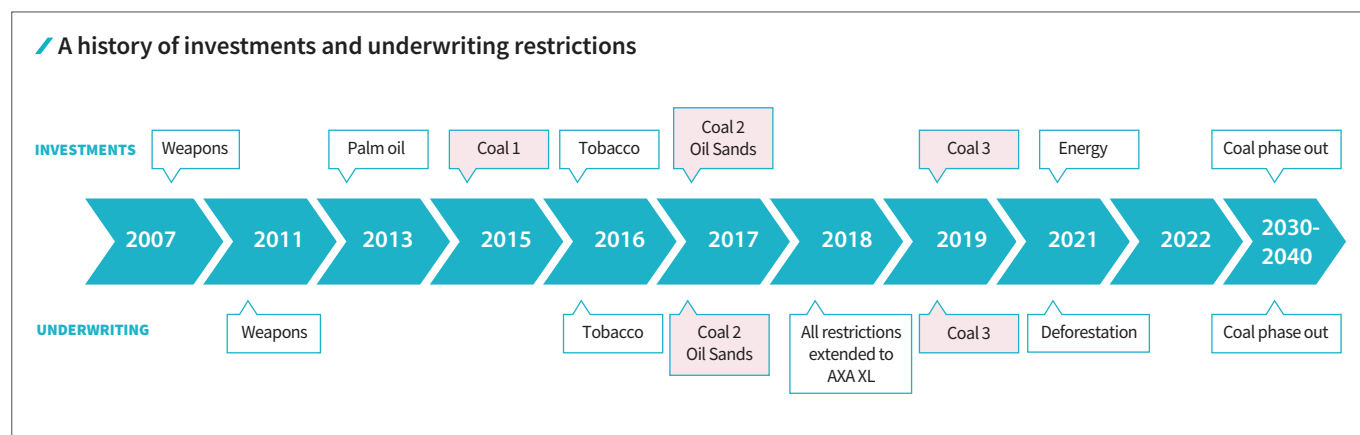 A history of investments and underwriting restrictions
INVESTMENTS
Weapons
Palm oil
Coal 1
Tobacco
Coal 2
Oil Sands
Coal 3
Energy
Coal phase out
2007
2011
2013
2015
2016
2017
2018
2019
2021
2022
2030-
2040
UNDERWRITING
Weapons
Tobacco
Coal 2
Oil Sands
All restrictions
extended to
AXA XL
Coal 3
Deforestation
Coal phase out